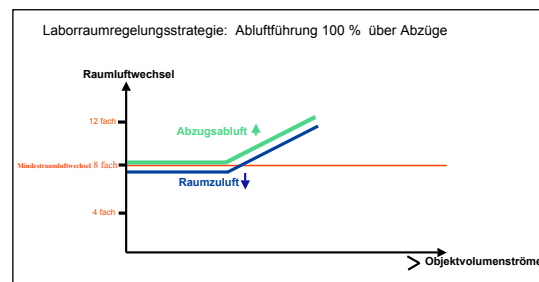 Laborraumregelungsstrategie: Abluftführung 100 % über Abzüge
Raumluftwechsel
12 fach
Abzugsabluft
Mindestraumluftwechsel 8 fach
Raumzuluft
4 fach
Objektvolumenströme